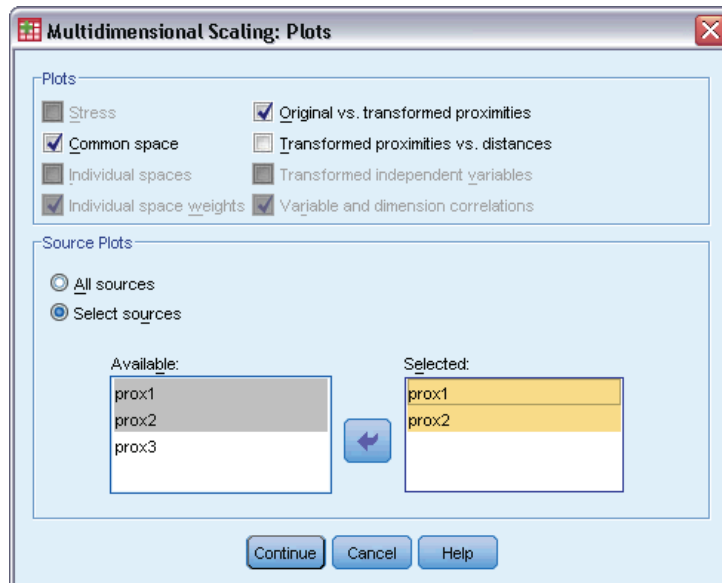 Multidimensional Scaling: Plots
Plots
Stress
Original vs. transformed proximities
Common space
Transformed proximities vs. distances
Individual spaces
Transformed independent variables
Individual space weights
Variable and dimension correlations
Source Plots
All sources
Select sources
Available:
prox1
prox2
prox3
Selected:
prox1
prox2
Continue
Cancel
Help